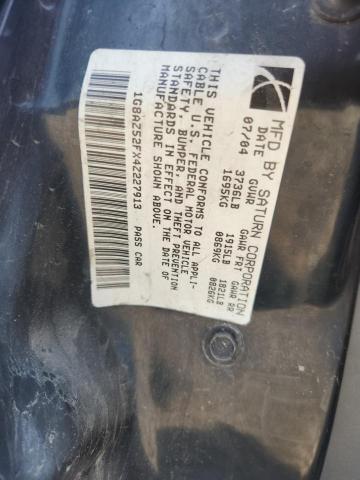 MFD BY SATURN CORPORATION
DATE GVWR GAWR FRT GAWR RR
07/04 3736LB 1915LB 1821LB
1695KG 0869KG 0826KG
THIS VEHICLE CONFORMS TO ALL APPLI-
CABLE U.S. FEDERAL MOTOR VEHICLE
SAFETY, BUMPER, AND THEFT PREVENTION
STANDARDS IN EFFECT ON THE DATE OF
MANUFACTURE SHOWN ABOVE.
1G8AZ52FX4Z227913 PASS CAR